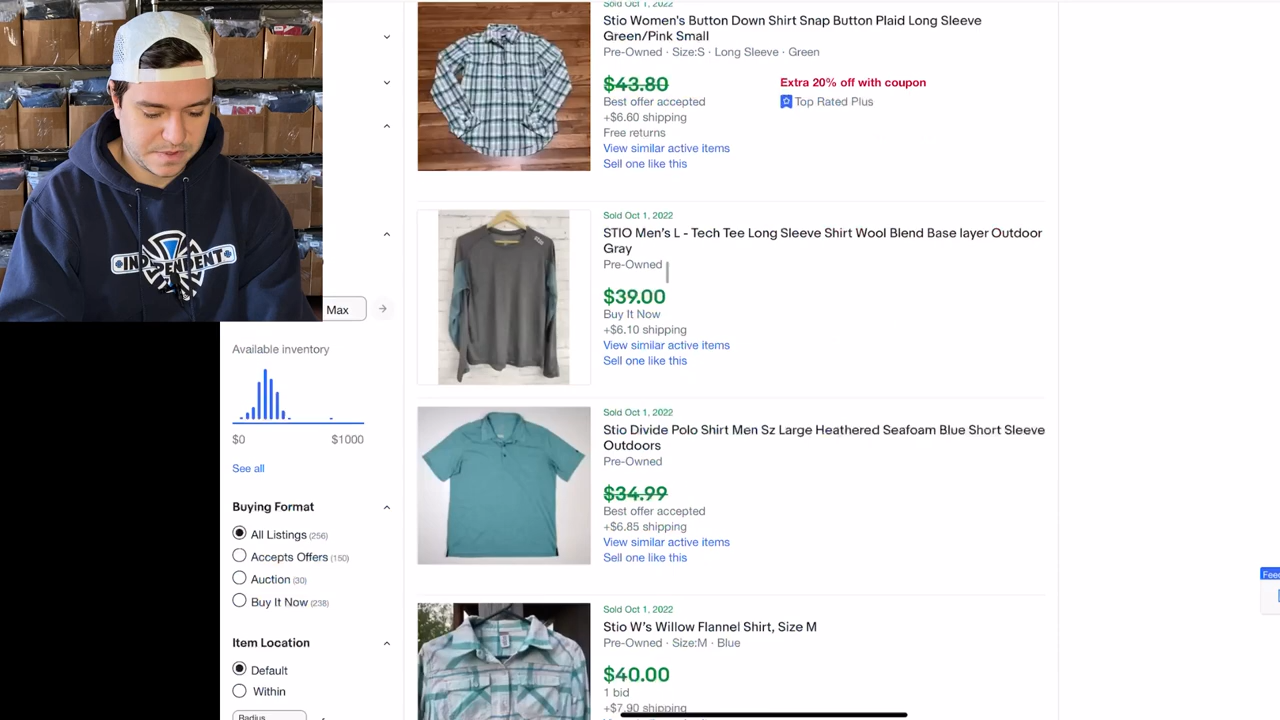 INDEPENDENT
Max
Available inventory
$0
$1000
See all
Buying Format
All Listings (256)
Accepts Offers (150)
Auction (30)
Buy It Now (238)
Item Location
Default
Within
Radius
Sold Oct 1, 2022
Stio Women's Button Down Shirt Snap Button Plaid Long Sleeve
Green/Pink Small
Pre-Owned · Size:S · Long Sleeve · Green
$43.80
Extra 20% off with coupon
Best offer accepted
Top Rated Plus
+$6.60 shipping
Free returns
View similar active items
Sell one like this
Sold Oct 1, 2022
STIO Men's L - Tech Tee Long Sleeve Shirt Wool Blend Base layer Outdoor
Gray
Pre-Owned
$39.00
Buy It Now
+$6.10 shipping
View similar active items
Sell one like this
Sold Oct 1, 2022
Stio Divide Polo Shirt Men Sz Large Heathered Seafoam Blue Short Sleeve
Outdoors
Pre-Owned
$34.99
Best offer accepted
+$6.85 shipping
View similar active items
Sell one like this
Sold Oct 1, 2022
Stio W's Willow Flannel Shirt, Size M
Pre-Owned · Size:M · Blue
$40.00
1 bid
+$7.90 shipping